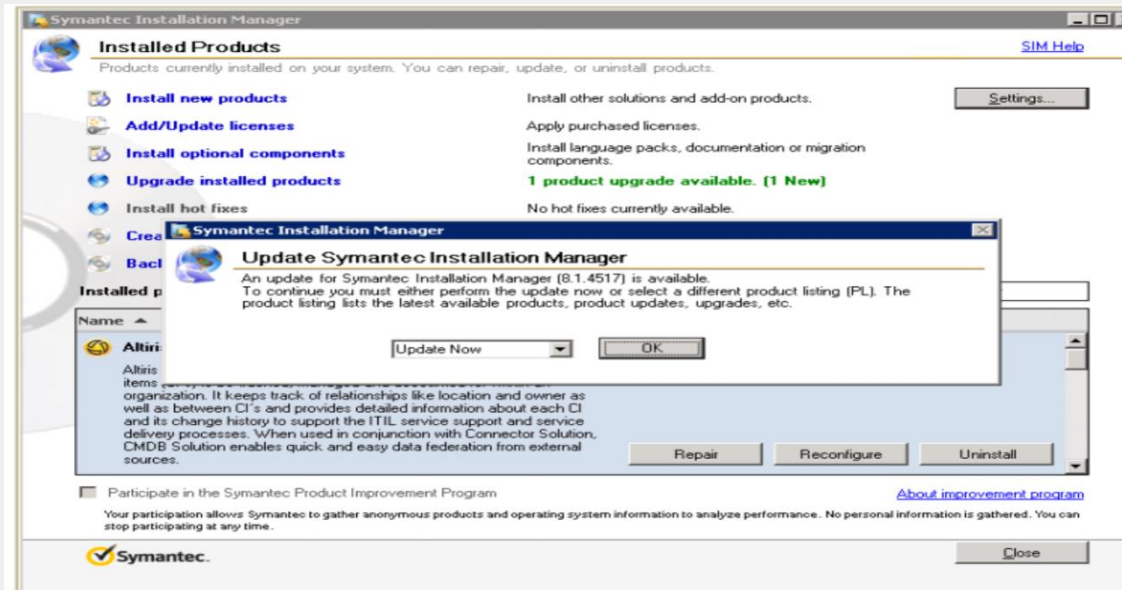 Symantec Installation Manager
Installed Products
SIM Help
Products currently installed on your system. You can repair, update, or uninstall products.
Install new products
Install other solutions and add-on products.
Settings...
Add/Update licenses
Apply purchased licenses.
Install optional components
Install language packs, documentation or migration
components.
Upgrade installed products
1 product upgrade available. (1 New)
Install hot fixes
No hot fixes currently available.
Symantec Installation Manager
Update Symantec Installation Manager
An update for Symantec Installation Manager (8.1.4517) is available.
To continue you must either perform the update now or select a different product listing (PL). The
product listing lists the latest available products, product updates, upgrades, etc.
Update Now
OK
Installed p
Name
Altiris
items
organization. It keeps track of relationships like location and owner as
well as between CI's and provides detailed information about each CI
and its change history to support the ITIL service support and service
delivery processes. When used in conjunction with Connector Solution,
CMDB Solution enables quick and easy data federation from external
sources.
Repair
Reconfigure
Uninstall
Participate in the Symantec Product Improvement Program
About improvement program
Your participation allows Symantec to gather anonymous products and operating system information to analyze performance. No personal information is gathered. You can
stop participating at any time.
Symantec.
Close